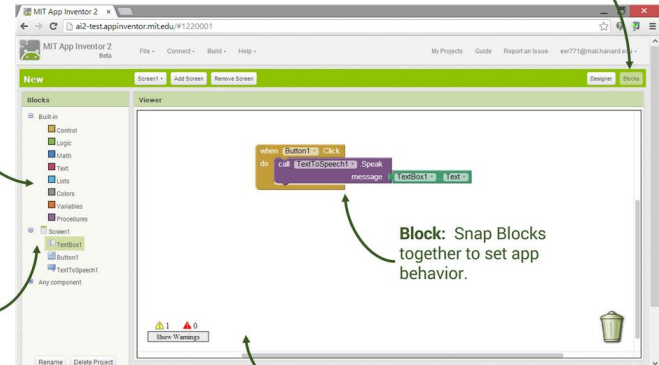 MIT App Inventor 2
ai2-test.appinventor.mit.edu/#1220001
MIT App Inventor 2
Beta
File Connect Build Help
My Projects Guide Report an Issue eer771@mail.harvard.edu
New
Screen1 Add Screen Remove Screen
Designer Blocks
Blocks
Viewer
Built-in
Control
Logic
Math
Text
Lists
Colors
Variables
Procedures
Screen1
TextBox1
Button1
TextToSpeech1
Any component
Rename Delete Project
when Button1 .Click
do call TextToSpeech1 .Speak
message TextBox1 . Text
Block: Snap Blocks
together to set app
behavior.
1 0
Show Warnings